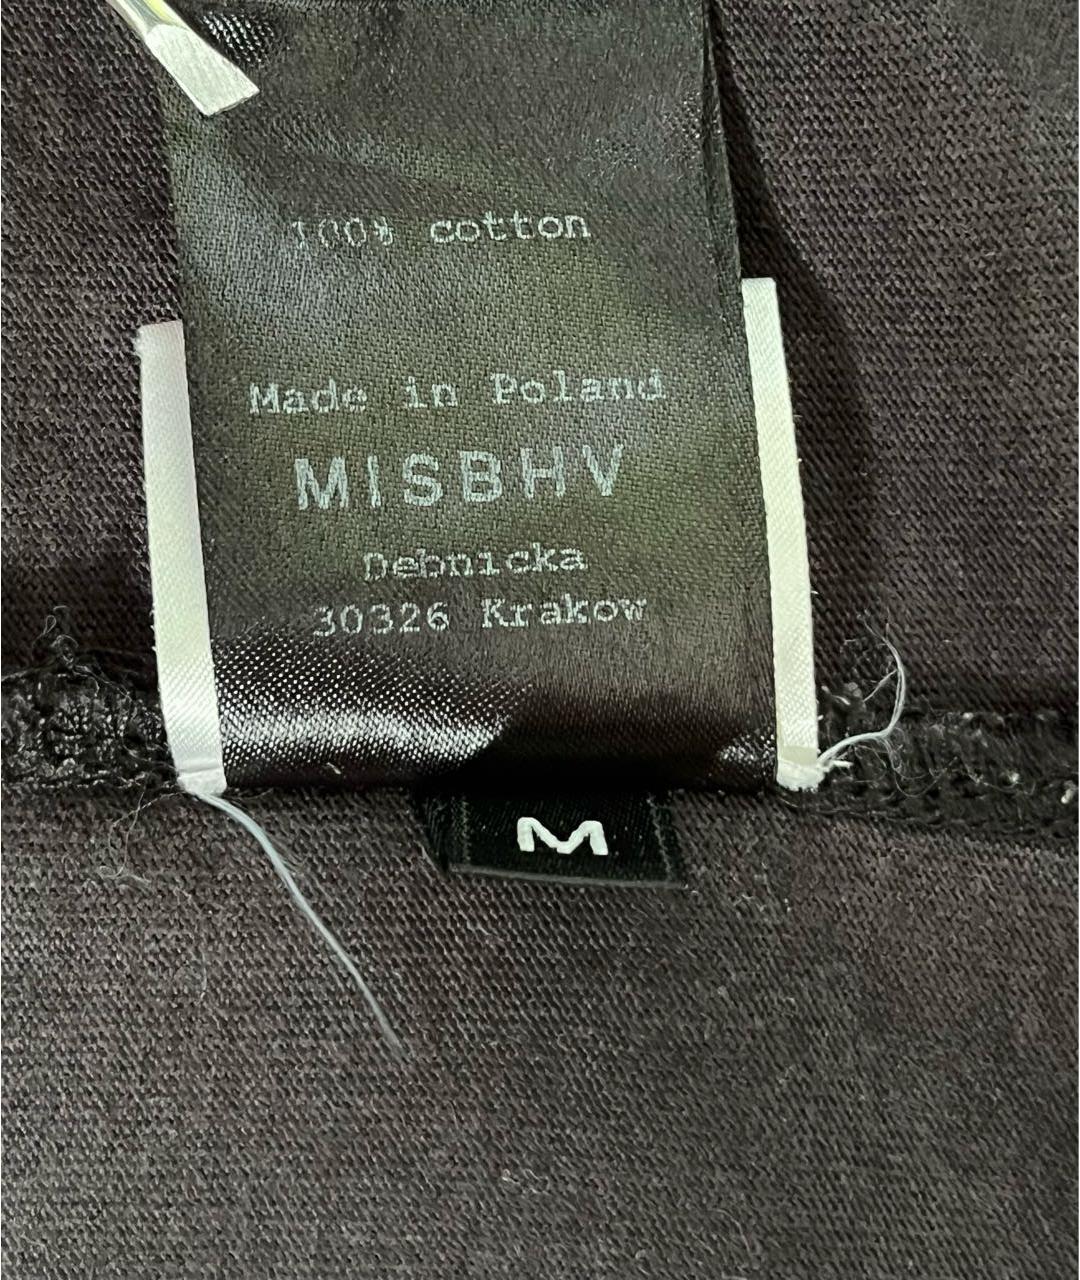 100% cotton
Made in Poland
MISBHV
Debnicka
30326 Krakow
M